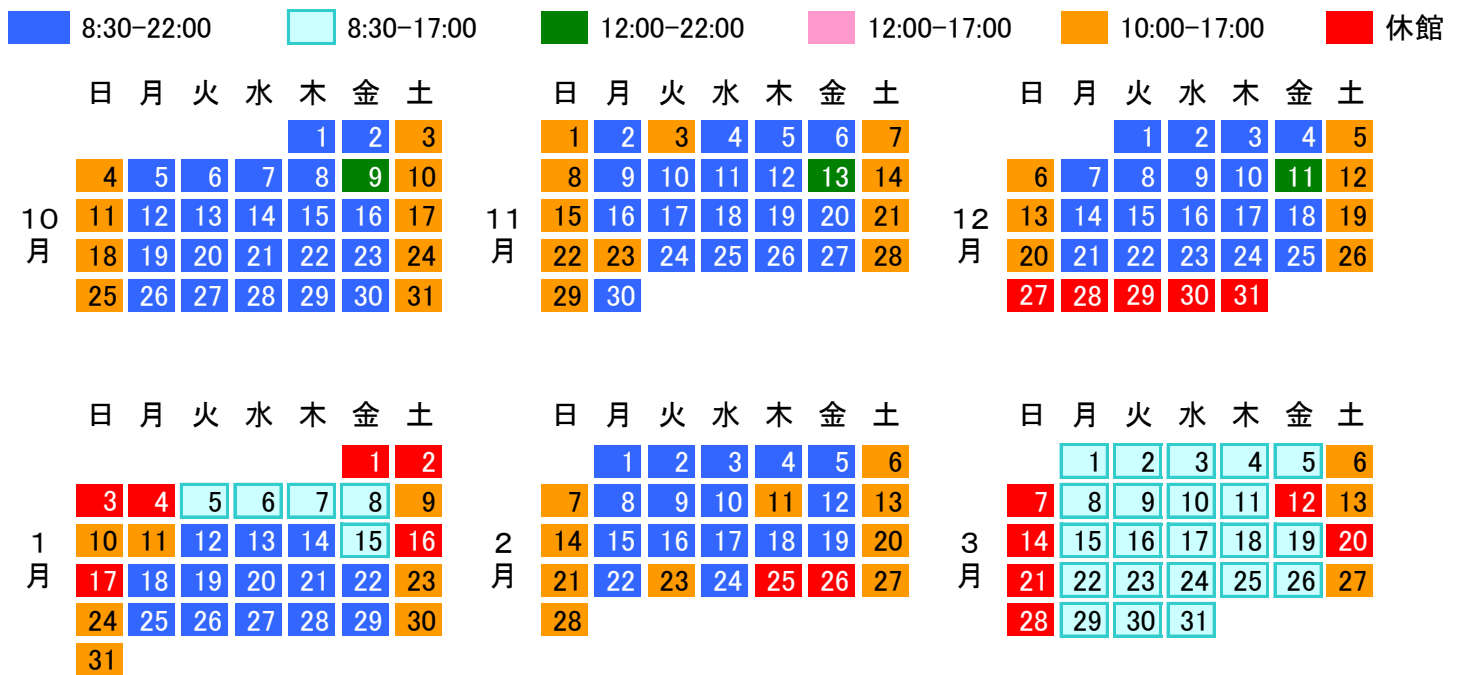 8:30-22:00 8:30-17:00 12:00-22:00 12:00-17:00 10:00-17:00 休館
日 月 火 水 木 金 土 日 月 火 水 木 金 土 日 月 火 水 木 金 土
1 2 3 1 2 3 4 5 6 7 1 2 3 4 5
4 5 6 7 8 9 10 8 9 10 11 12 13 14 6 7 8 9 10 11 12
10月 11 12 13 14 15 16 17 11月 15 16 17 18 19 20 21 12月 13 14 15 16 17 18 19
18 19 20 21 22 23 24 22 23 24 25 26 27 28 20 21 22 23 24 25 26
25 26 27 28 29 30 31 29 30 27 28 29 30 31
日 月 火 水 木 金 土 日 月 火 水 木 金 土 日 月 火 水 木 金 土
1 2 1 2 3 4 5 6 1 2 3 4 5 6
3 4 5 6 7 8 9 7 8 9 10 11 12 13 7 8 9 10 11 12 13
1月 10 11 12 13 14 15 16 2月 14 15 16 17 18 19 20 3月 14 15 16 17 18 19 20
17 18 19 20 21 22 23 21 22 23 24 25 26 27 21 22 23 24 25 26 27
24 25 26 27 28 29 30 28 28 29 30 31
31